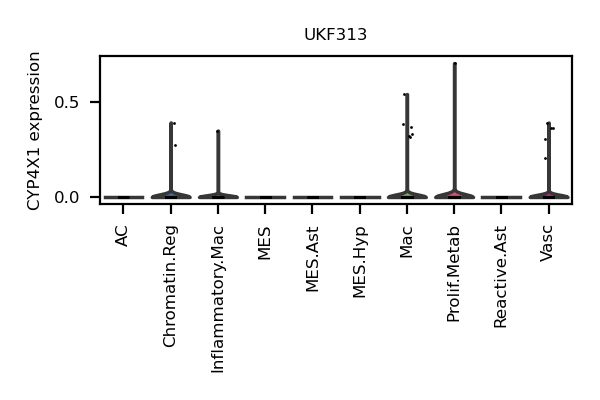 UKF313
CYP4X1 expression
0.5
0.0
AC
Chromatin.Reg
Inflammatory.Mac
MES
MES.Ast
MES.Hyp
Mac
Prolif.Metab
Reactive.Ast
Vasc